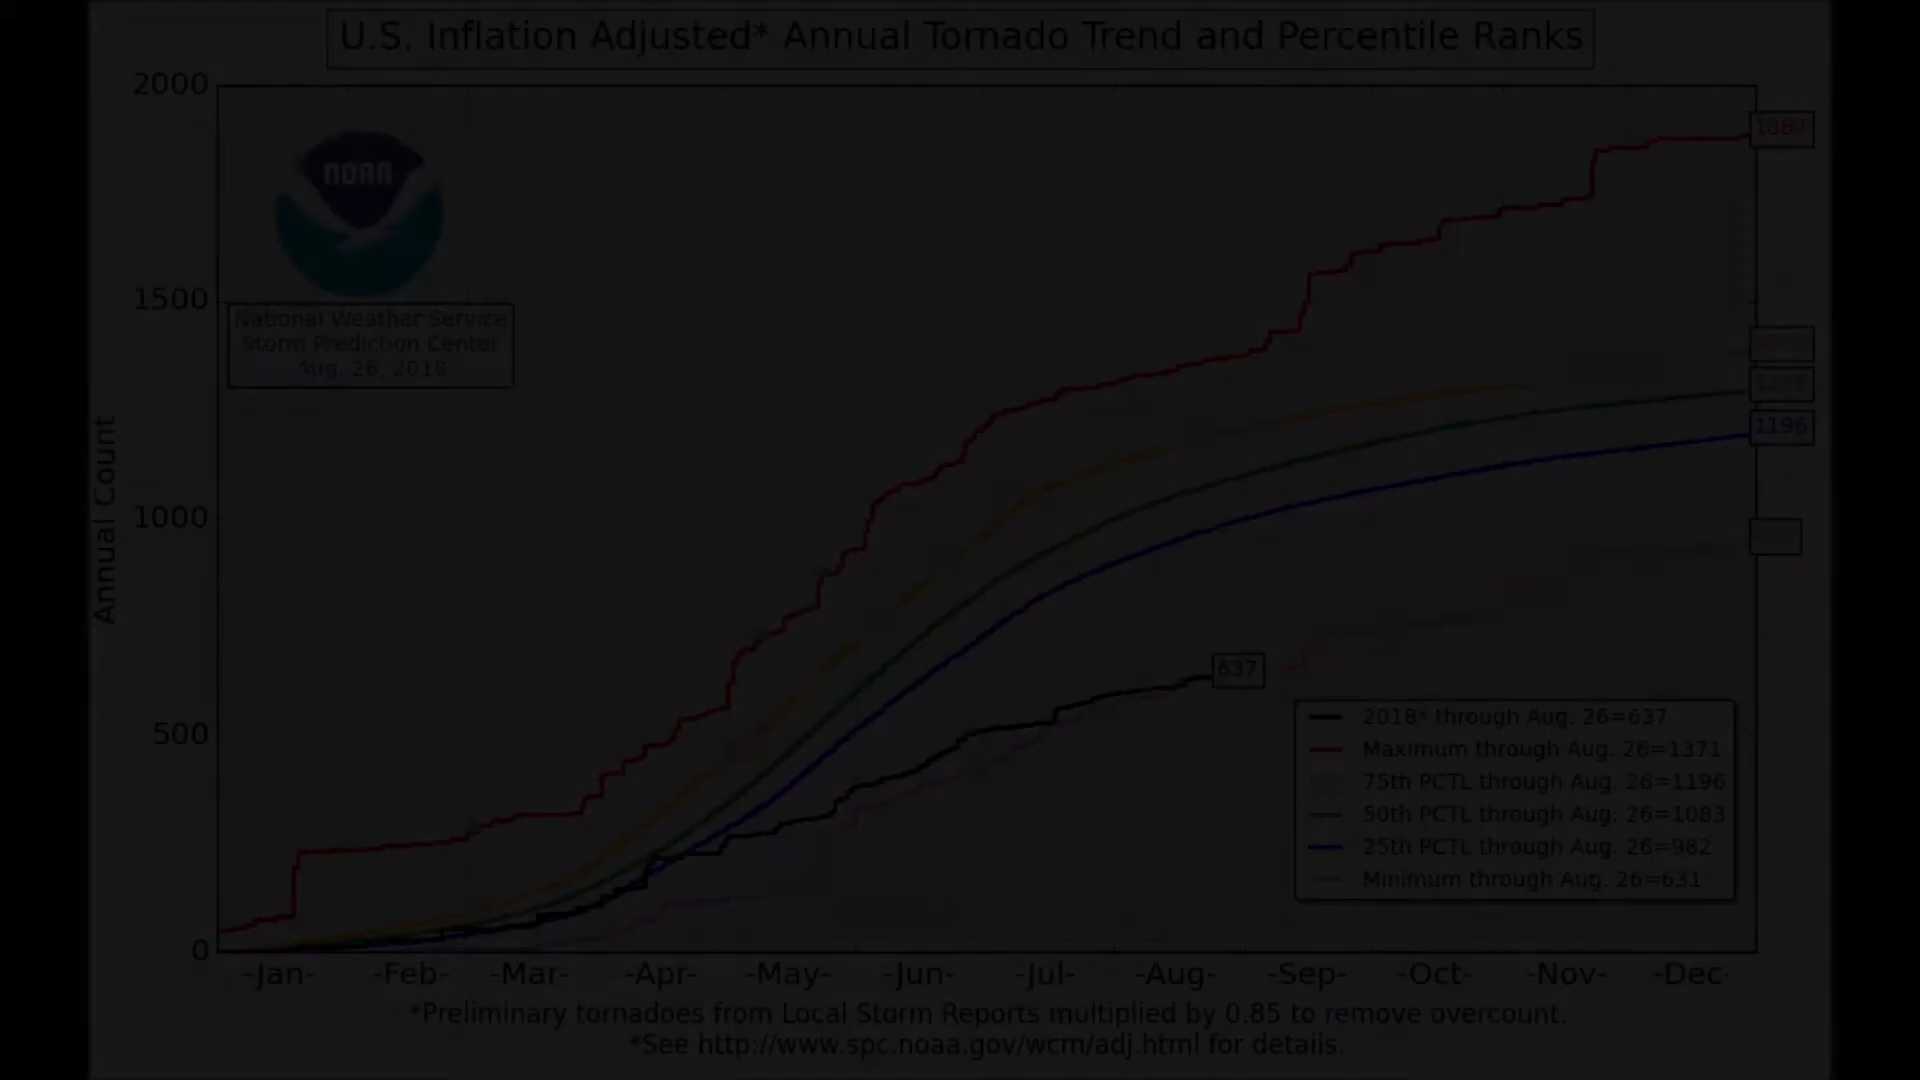 U.S. Inflation Adjusted* Annual Tornado Trend and Percentile Ranks
2000
1500
1000
500
0
Annual Count
NOAA
National Weather Service
Storm Prediction Center
Aug. 26, 2018
1196
637
2018* through Aug. 26=637
Maximum through Aug. 26=1371
75th PCTL through Aug. 26=1196
50th PCTL through Aug. 26=1083
25th PCTL through Aug. 26=982
Minimum through Aug. 26=631
-Jan- -Feb- -Mar- -Apr- -May- -Jun- -Jul- -Aug- -Sep- -Oct- -Nov- -Dec-
*Preliminary tornadoes from Local Storm Reports multiplied by 0.85 to remove overcount.
*See http://www.spc.noaa.gov/wcm/adj.html for details.